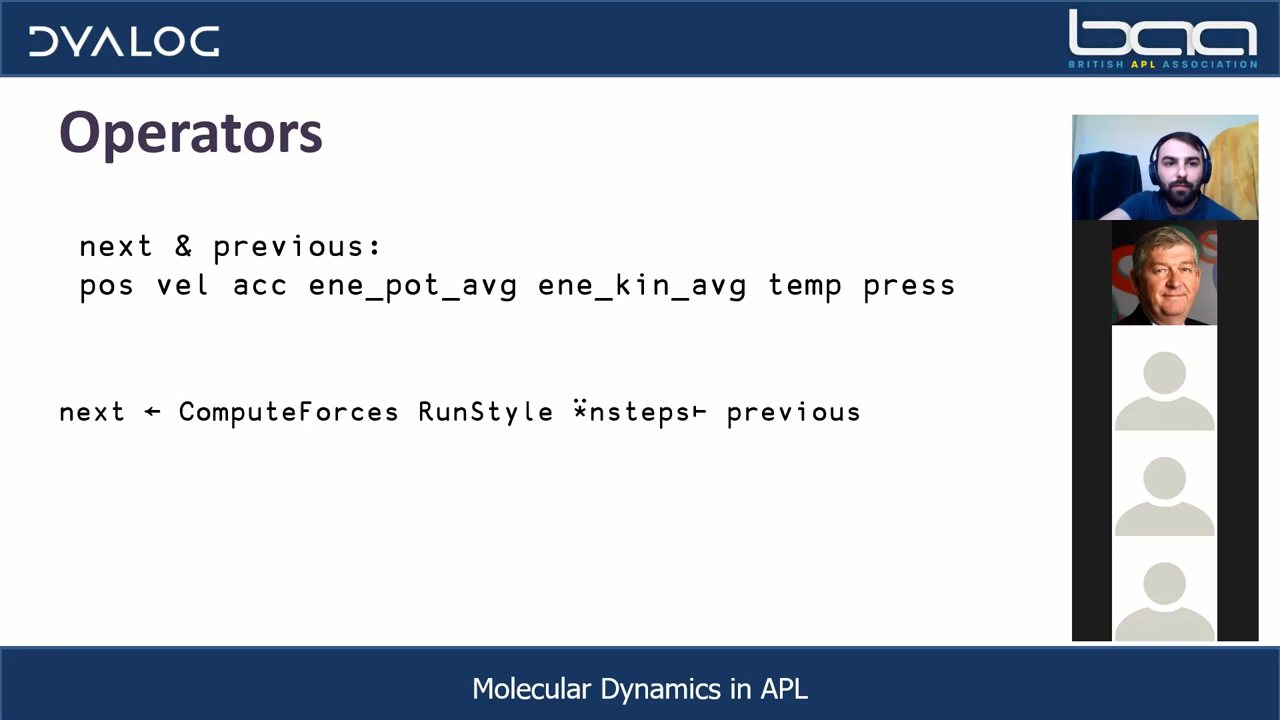 DYALOG
baa
BRITISH APL ASSOCIATION
Operators
next & previous:
pos vel acc ene_pot_avg ene_kin_avg temp press
next ← ComputeForces RunStyle ⍣nsteps⊢ previous
Molecular Dynamics in APL